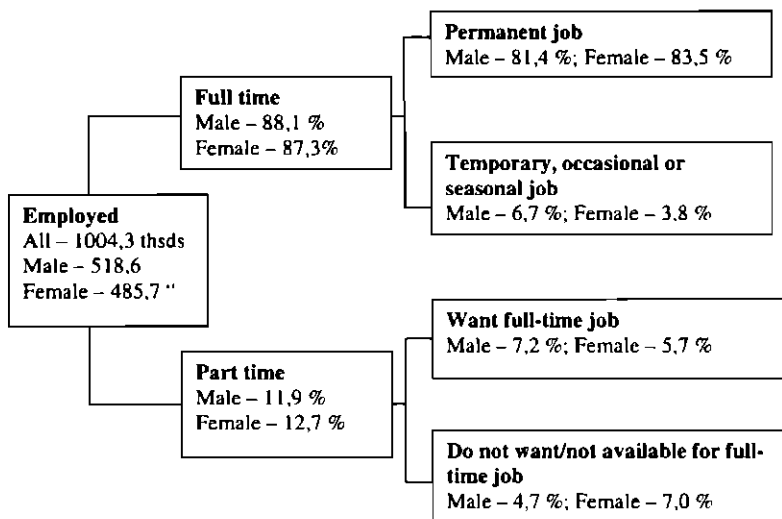 Permanent job
Male – 81,4 %; Female – 83,5 %
Full time
Male – 88,1 %
Female – 87,3%
Temporary, occasional or
seasonal job
Male – 6,7 %; Female – 3,8 %
Employed
All – 1004,3 thsds
Male – 518,6
Female – 485,7 "
Want full-time job
Male – 7,2 %; Female – 5,7 %
Part time
Male – 11,9 %
Female – 12,7 %
Do not want/not available for full-
time job
Male – 4,7 %; Female – 7,0 %